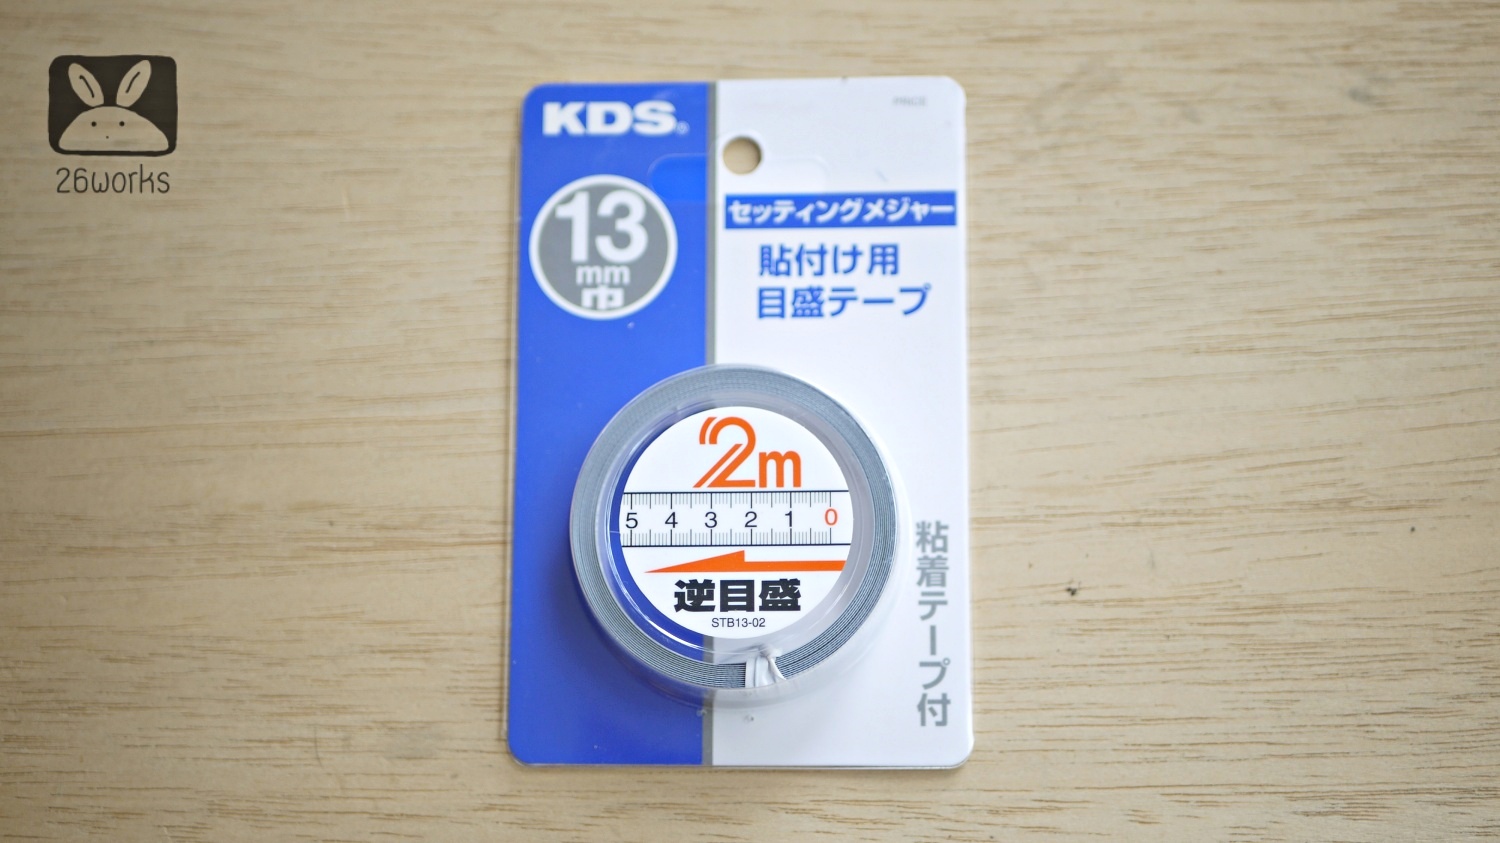 26works
KDS®
13
mm
巾
セッティングメジャー
貼付け用
目盛テープ
2m
5 4 3 2 1 0
逆目盛
STB13-02
粘着テープ付